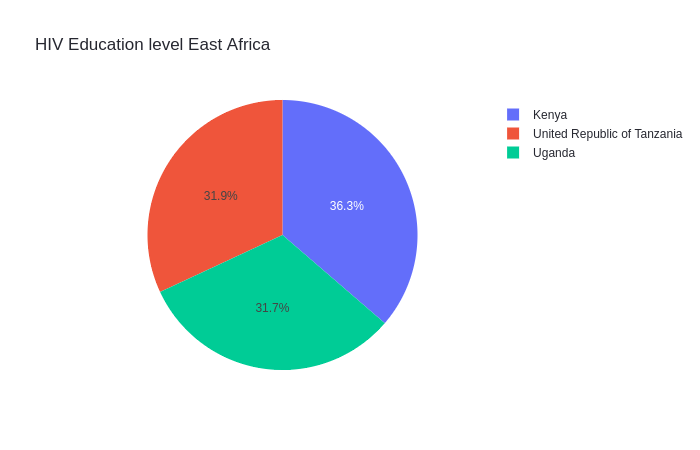 HIV Education level East Africa
Kenya
United Republic of Tanzania
Uganda
31.9%
36.3%
31.7%